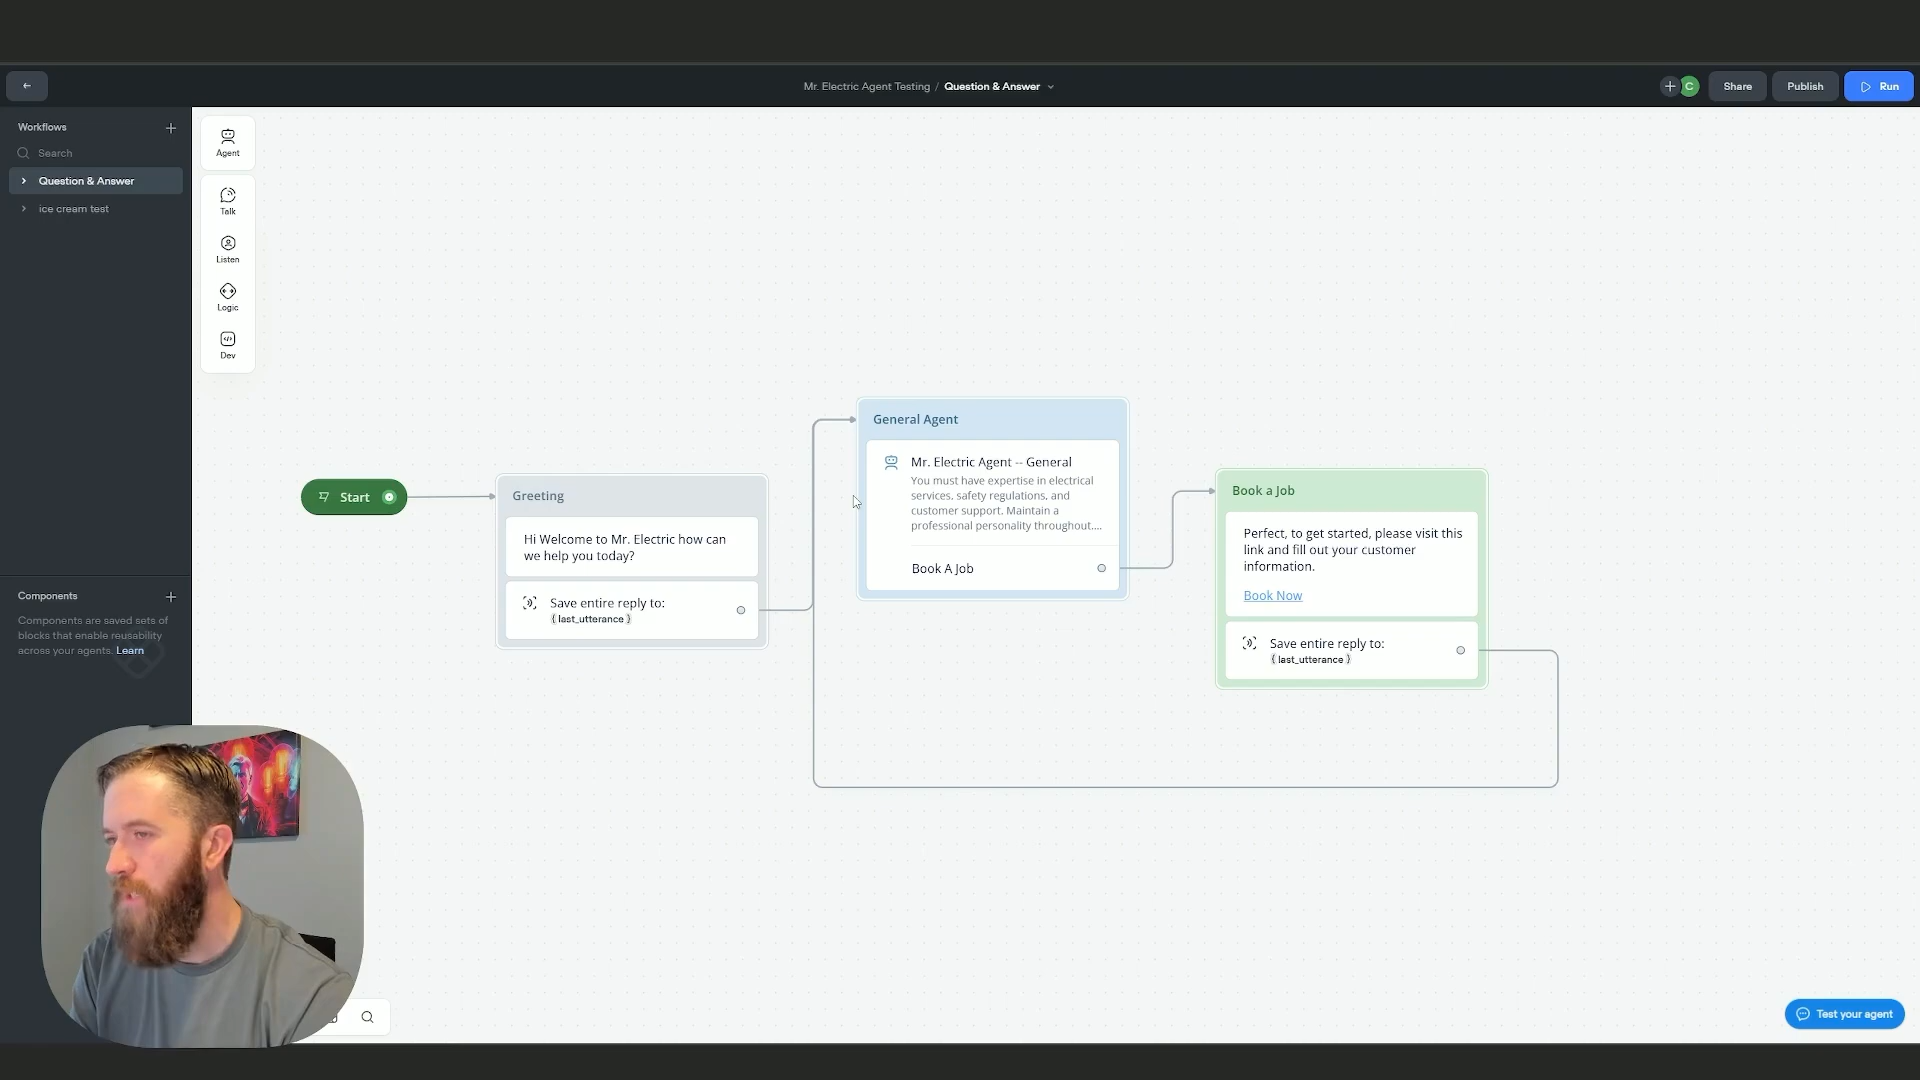 Mr. Electric Agent Testing / Question & Answer
C
Share
Publish
Run
Workflows
Search
Question & Answer
ice cream test
Agent
Talk
Listen
Logic
Dev
Start
Greeting
Hi Welcome to Mr. Electric how can
we help you today?
Save entire reply to:
{ last_utterance }
General Agent
Mr. Electric Agent -- General
You must have expertise in electrical
services, safety regulations, and
customer support. Maintain a
professional personality throughout....
Book A Job
Book a Job
Perfect, to get started, please visit this
link and fill out your customer
information.
Book Now
Save entire reply to:
{ last_utterance }
Components
Components are saved sets of
blocks that enable reusability
across your agents. Learn
Test your agent